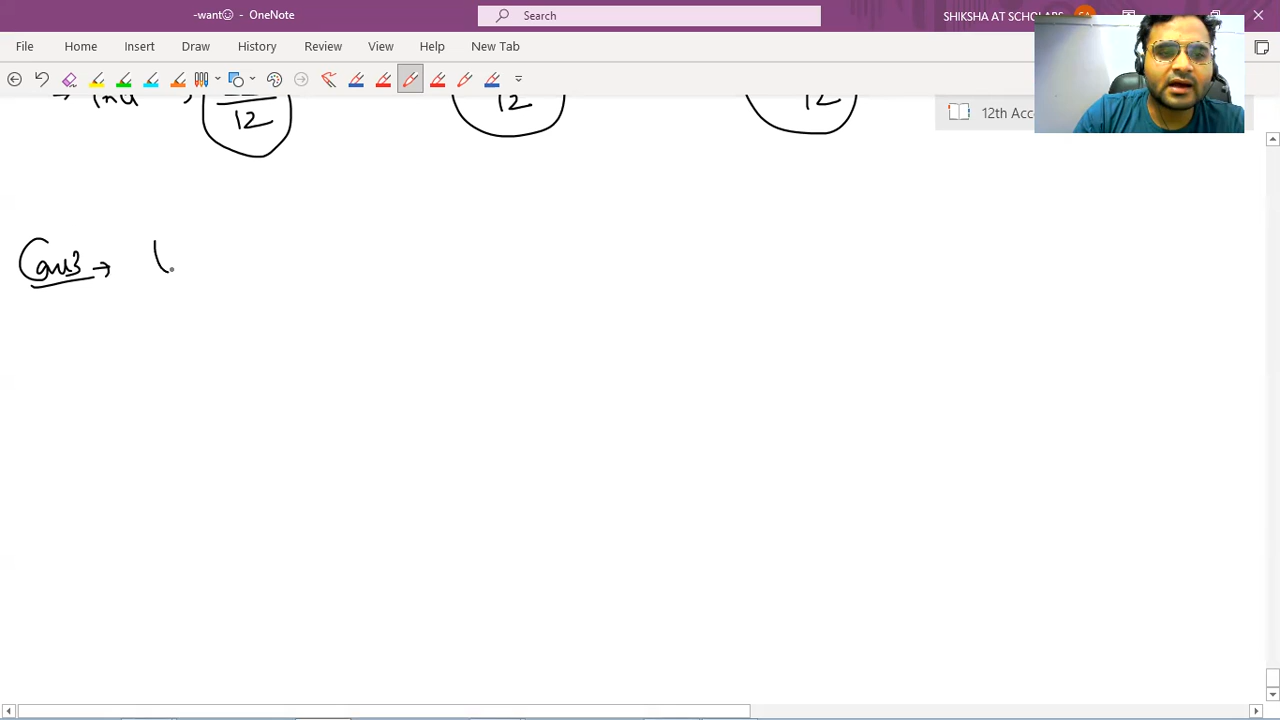 -want☺ - OneNote
Search
SHIKSHA AT SCHOLARS
File Home Insert Draw History Review View Help New Tab
12 12 12
12th Acc
Case3 →